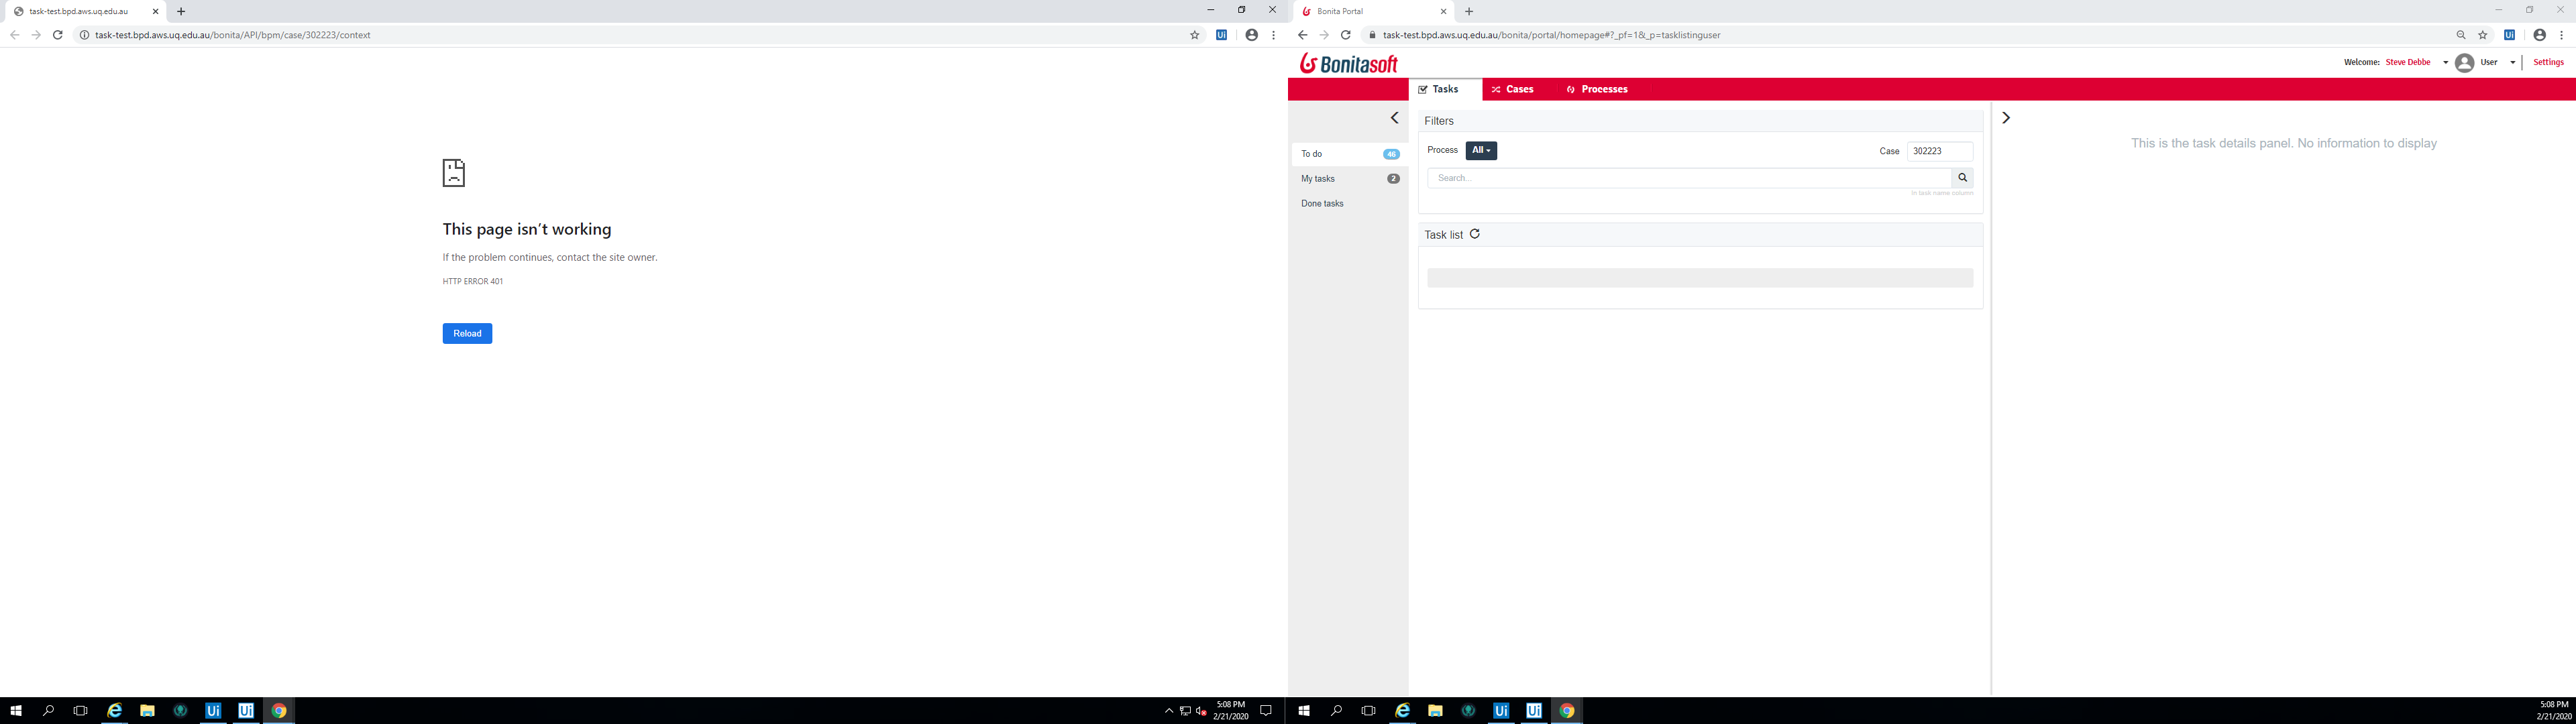 task-test.bpd.aws.uq.edu.au
task-test.bpd.aws.uq.edu.au/bonita/API/bpm/case/302223/context
This page isn’t working
If the problem continues, contact the site owner.
HTTP ERROR 401
Reload
5:08 PM
2/21/2020
Bonita Portal
task-test.bpd.aws.uq.edu.au/bonita/portal/homepage#?_pf=1&_p=tasklistinguser
Bonitasoft
Welcome: Steve Debbe User Settings
Tasks Cases Processes
To do 46
My tasks 2
Done tasks
Filters
Process All Case 302223
Search...
In task name column
Task list
This is the task details panel. No information to display
5:08 PM
2/21/2020